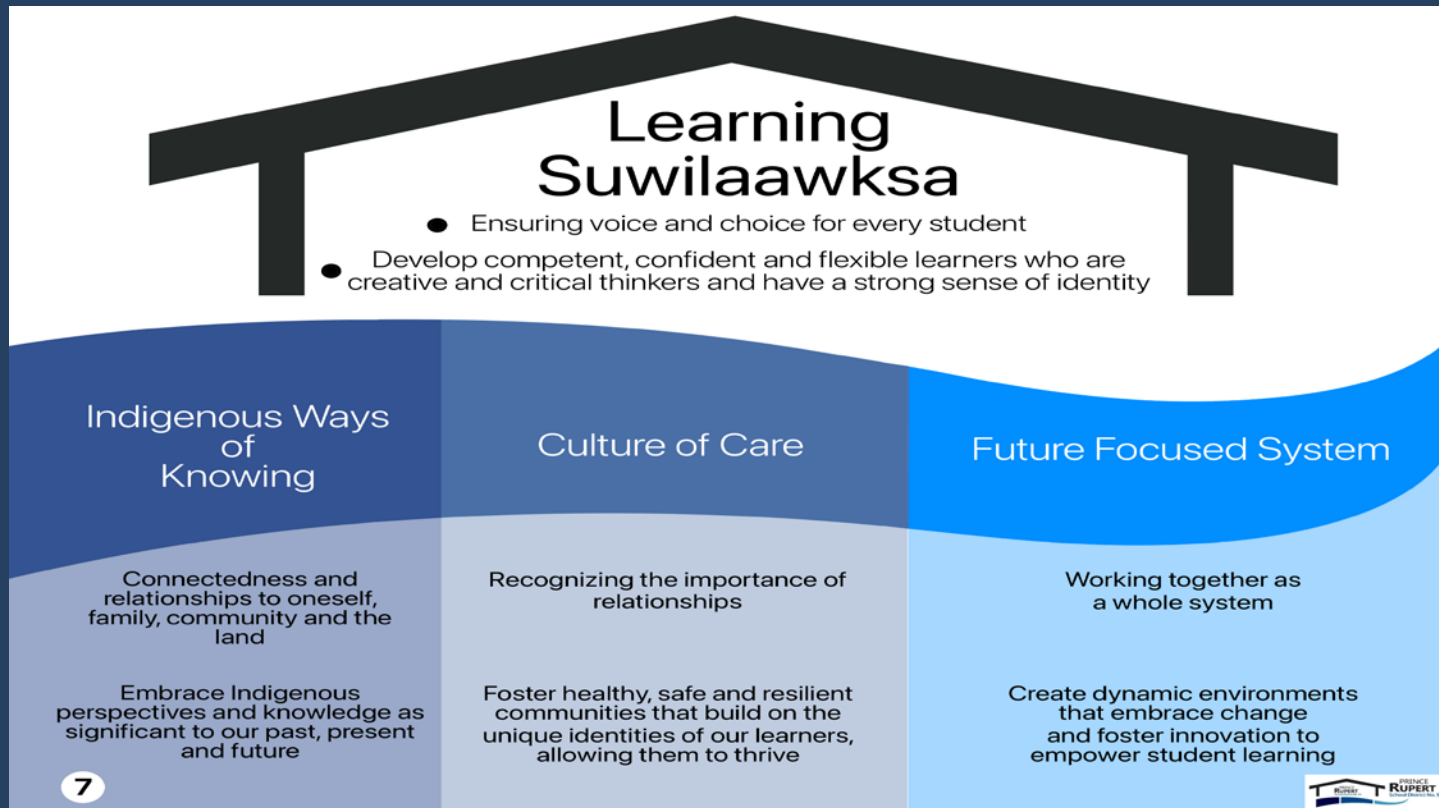 Learning
Suwilaawksa
● Ensuring voice and choice for every student
● Develop competent, confident and flexible learners who are
creative and critical thinkers and have a strong sense of identity
Indigenous Ways
of
Knowing
Connectedness and
relationships to oneself,
family, community and the
land
Embrace Indigenous
perspectives and knowledge as
significant to our past, present
and future
Culture of Care
Recognizing the importance of
relationships
Foster healthy, safe and resilient
communities that build on the
unique identities of our learners,
allowing them to thrive
Future Focused System
Working together as
a whole system
Create dynamic environments
that embrace change
and foster innovation to
empower student learning
7
PRINCE
RUPERT
School District No.